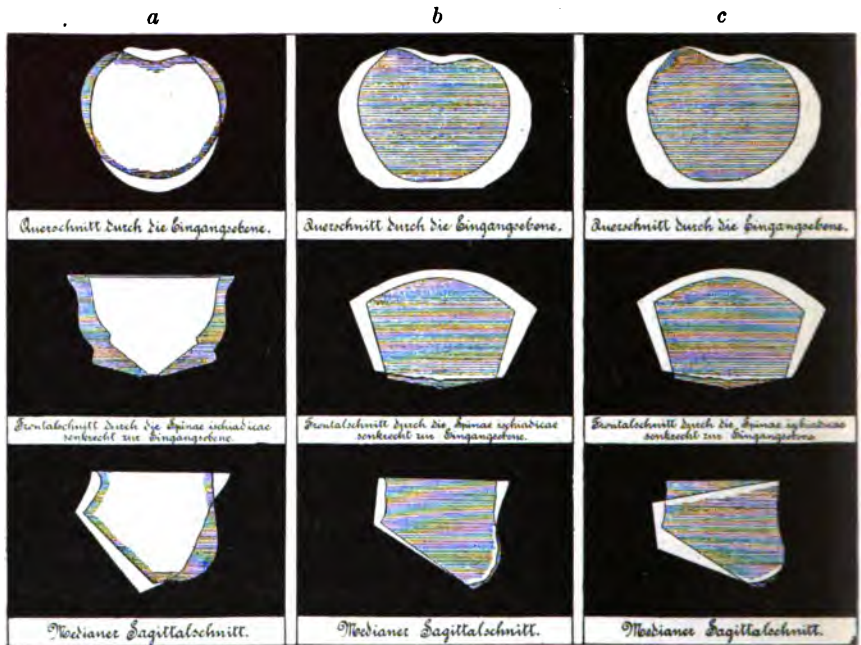 a b c
Querschnitt durch die Eingangsebene.
Querschnitt durch die Eingangsebene.
Querschnitt durch die Eingangsebene.
Frontalschnitt durch die Spinae ischiadicae
senkrecht zur Eingangsebene.
Frontalschnitt durch die Spinae ischiadicae
senkrecht zur Eingangsebene.
Frontalschnitt durch die Spinae ischiadicae
senkrecht zur Eingangsebene
Medianer Sagittalschnitt.
Medianer Sagittalschnitt.
Medianer Sagittalschnitt.